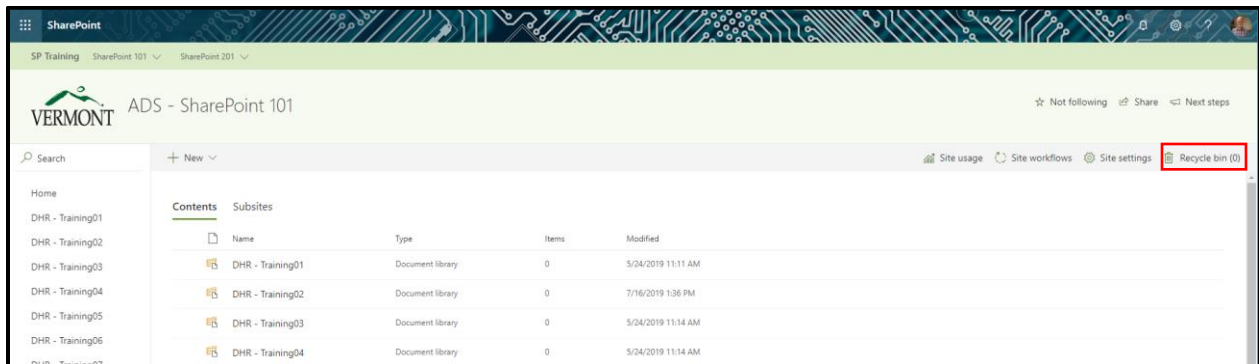 SharePoint ?
SP Training SharePoint 101 SharePoint 201
VERMONT ADS - SharePoint 101 Not following Share Next steps
Search + New Site usage Site workflows Site settings Recycle bin (0)
Home
DHR - Training01 Contents Subsites
DHR - Training02 Name Type Items Modified
DHR - Training03 DHR - Training01 Document library 0 5/24/2019 11:11 AM
DHR - Training04 DHR - Training02 Document library 0 7/16/2019 1:36 PM
DHR - Training05 DHR - Training03 Document library 0 5/24/2019 11:14 AM
DHR - Training06 DHR - Training04 Document library 0 5/24/2019 11:14 AM